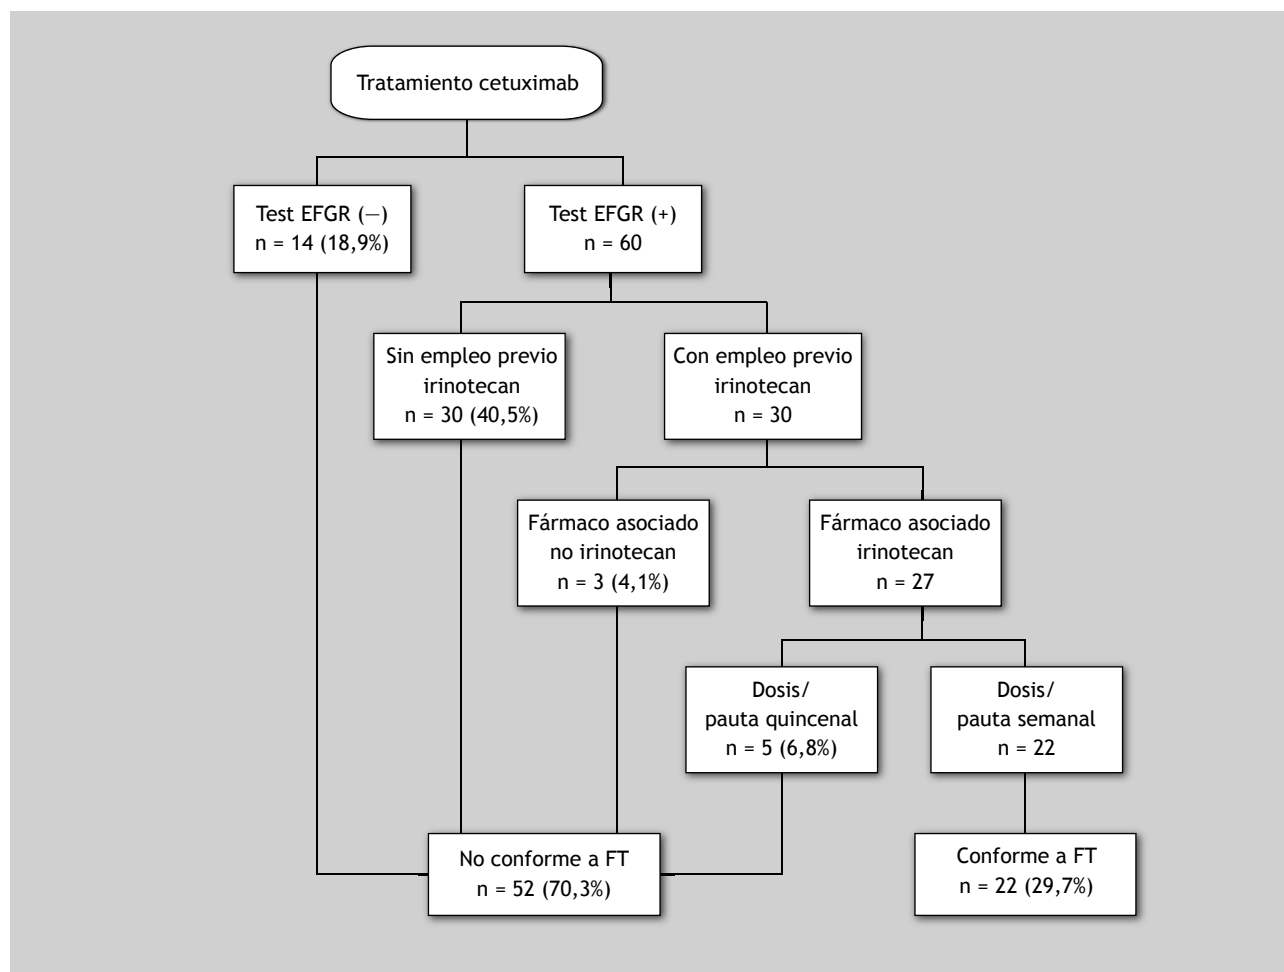 Tratamiento cetuximab
Test EFGR (—)
n = 14 (18,9%)
Test EFGR (+)
n = 60
Sin empleo previo
irinotecan
n = 30 (40,5%)
Con empleo previo
irinotecan
n = 30
Fármaco asociado
no irinotecan
n = 3 (4,1%)
Fármaco asociado
irinotecan
n = 27
Dosis/
pauta quincenal
n = 5 (6,8%)
Dosis/
pauta semanal
n = 22
No conforme a FT
n = 52 (70,3%)
Conforme a FT
n = 22 (29,7%)